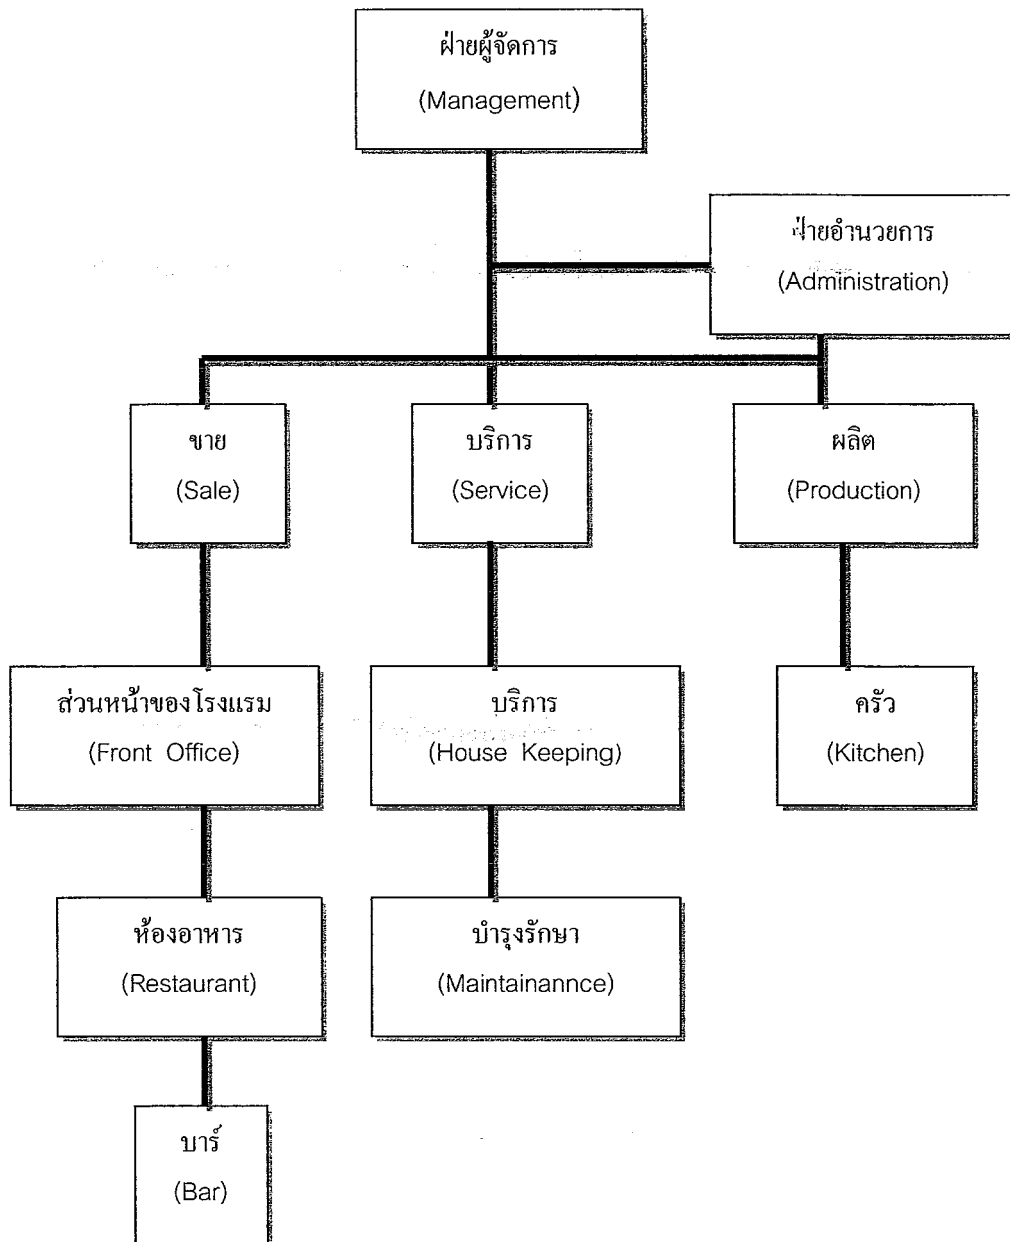 ฝ่ายผู้จัดการ
(Management)
ฝ่ายอำนวยการ
(Administration)
ขาย
(Sale)
บริการ
(Service)
ผลิต
(Production)
ส่วนหน้าของโรงแรม
(Front Office)
บริการ
(House Keeping)
ครัว
(Kitchen)
ห้องอาหาร
(Restaurant)
บำรุงรักษา
(Maintainannce)
บาร์
(Bar)